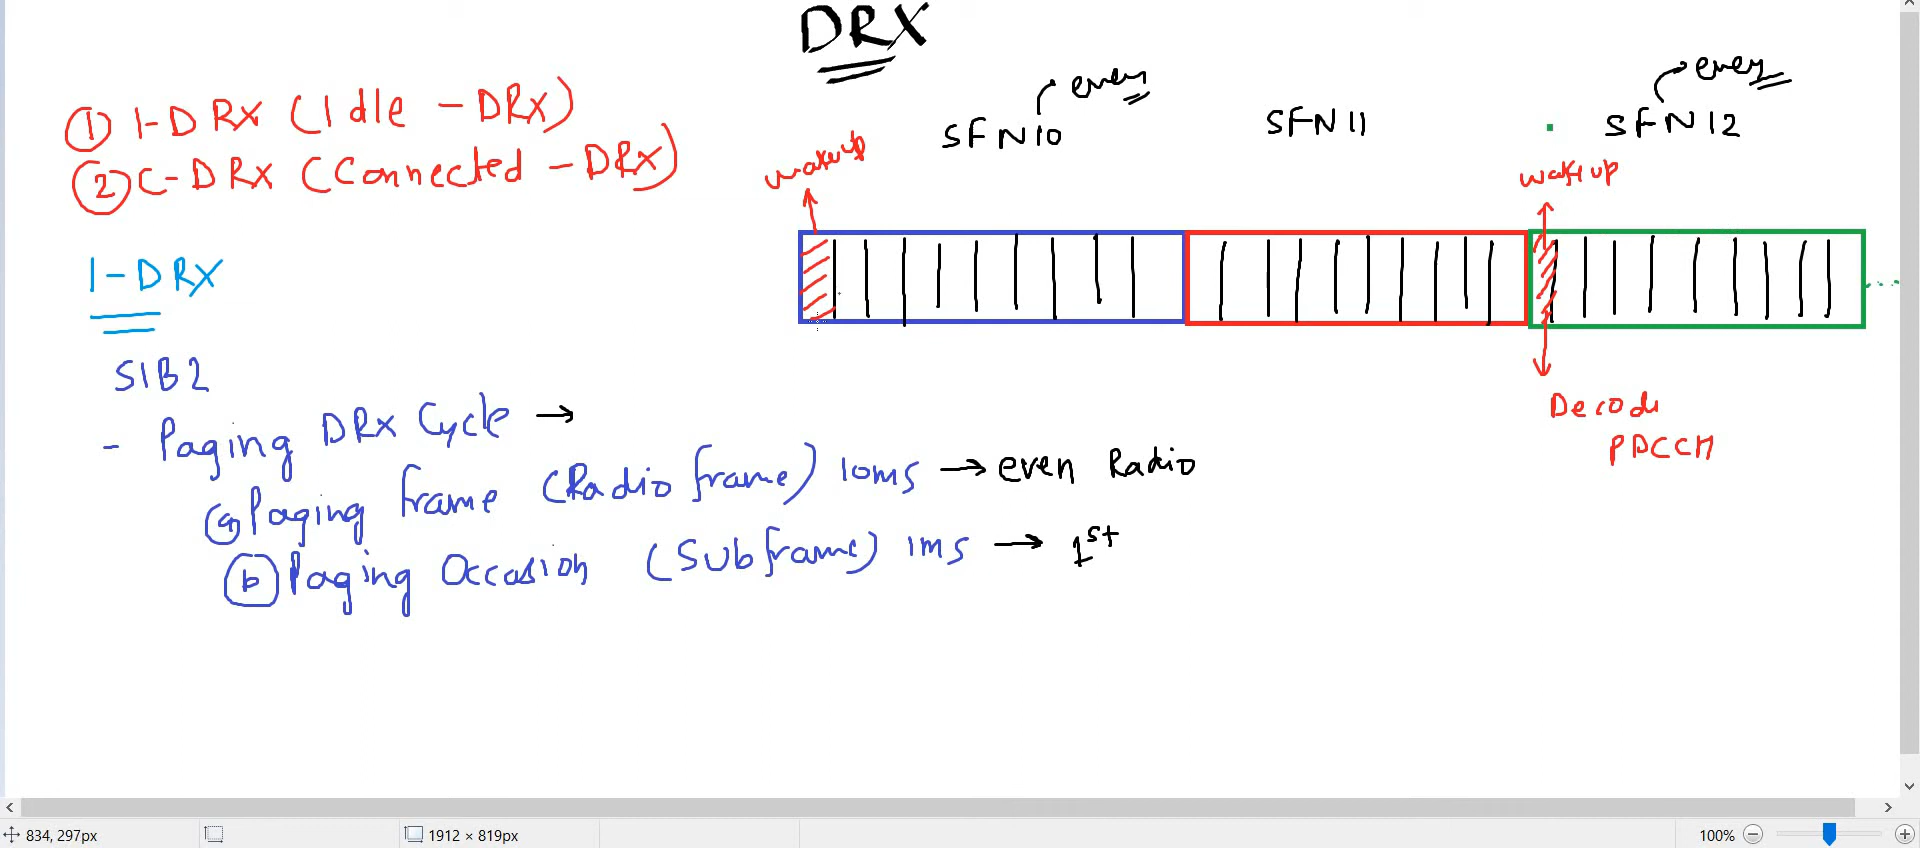 DRX
① I-DRX (Idle - DRX)
② C-DRX (Connected - DRX)
I-DRX
SIB2
- Paging DRX Cycle →
ⓐ Paging frame (Radio frame) 10ms → even Radio
ⓑ Paging Occasion (Subframe) 1ms → 1st
even
SFN10
SFN11
even
SFN12
wakeup
wakeup
Decode
PDCCH
834, 297px
1912 × 819px
100%